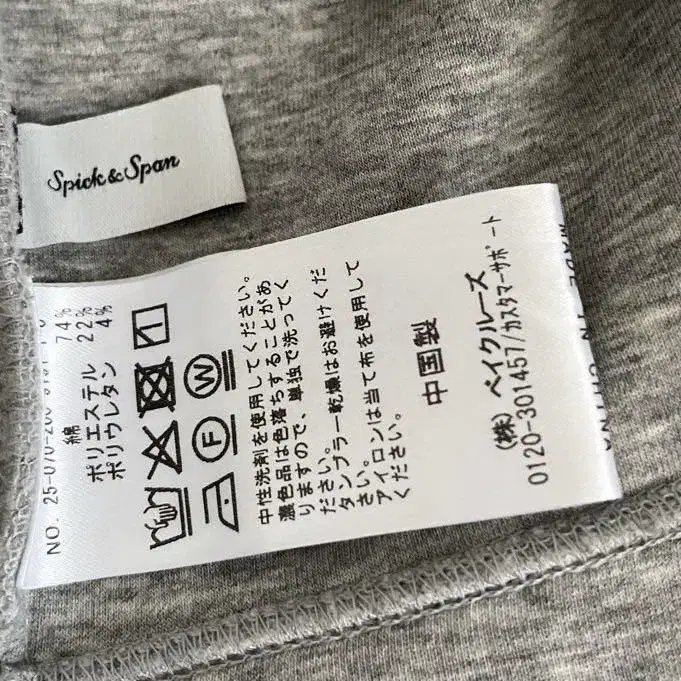 Spick&Span
NO. 25-070-200-
綿 74%
ポリエステル 22%
ポリウレタン 4%
W
F
中性洗剤を使用してください。
濃色品は色落ちすることがあ
りますので、単独で洗ってく
ださい。
タンブラー乾燥はお避けくだ
さい。
アイロンは当て布を使用して
ください。
中国製
(株) ベイクルーズ
0120-301457/カスタマーサポート
MADE IN CHINA